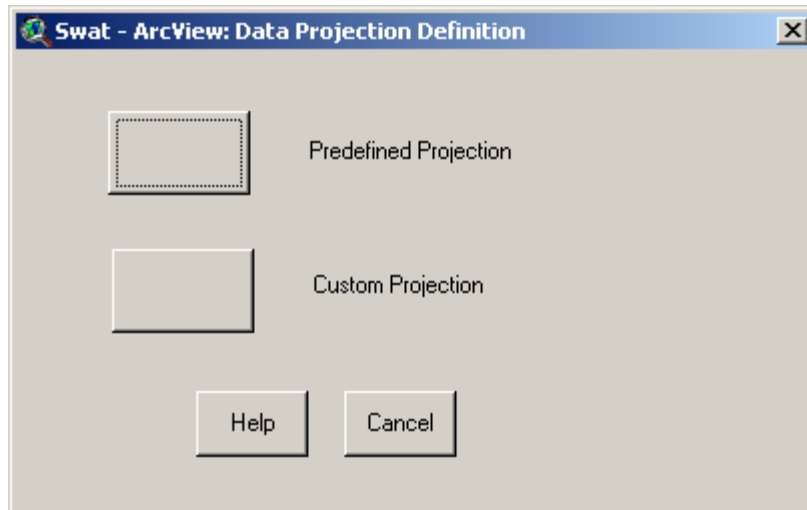 Swat - ArcView: Data Projection Definition
Predefined Projection
Custom Projection
Help Cancel